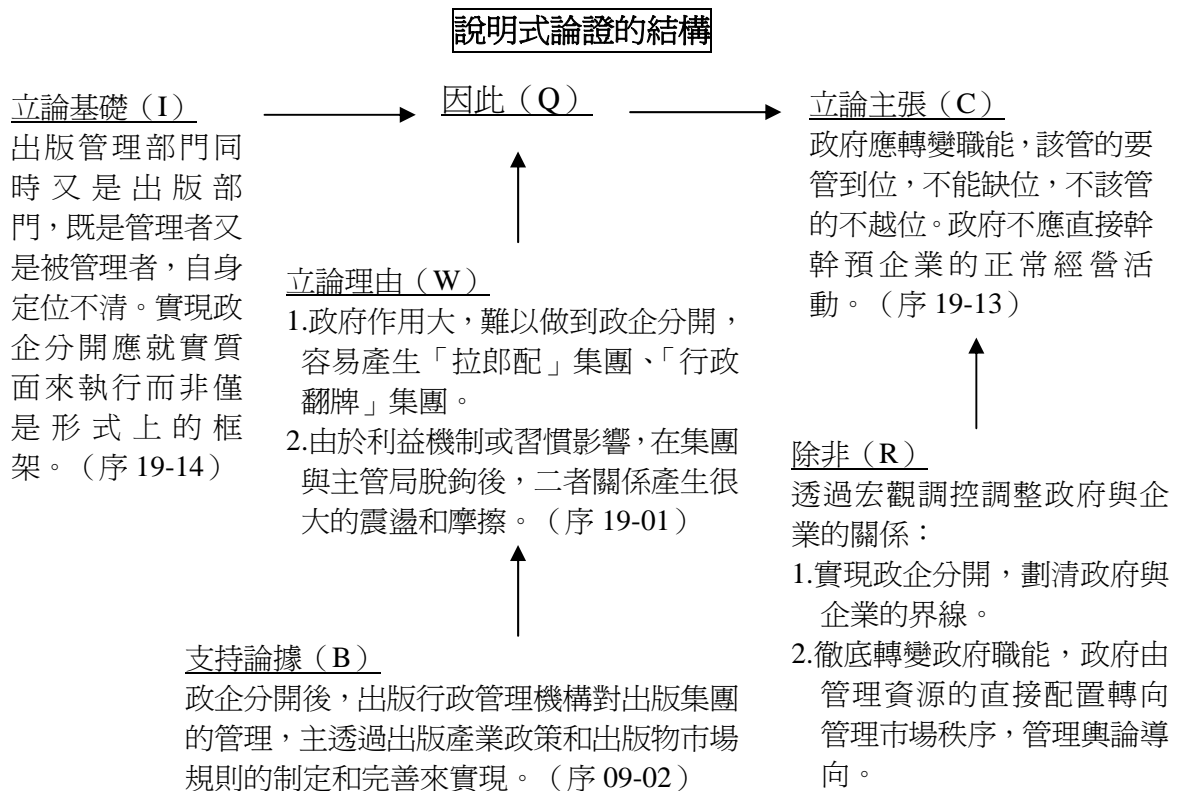 說明式論證的結構
立論基礎（I）
出版管理部門同
時又是出版部
門，既是管理者又
是被管理者，自身
定位不清。實現政
企分開應就實質
面來執行而非僅
是形式上的框
架。（序 19-14）
因此（Q）
立論主張（C）
政府應轉變職能，該管的要
管到位，不能缺位，不該管
的不越位。政府不應直接幹
幹預企業的正常經營活
動。（序 19-13）
立論理由（W）
1.政府作用大，難以做到政企分開，
容易產生「拉郎配」集團、「行政
翻牌」集團。
2.由於利益機制或習慣影響，在集團
與主管局脫鉤後，二者關係產生很
大的震盪和摩擦。（序 19-01）
除非（R）
透過宏觀調控調整政府與企
業的關係：
1.實現政企分開，劃清政府與
企業的界線。
2.徹底轉變政府職能，政府由
管理資源的直接配置轉向
管理市場秩序，管理輿論導
向。
支持論據（B）
政企分開後，出版行政管理機構對出版集團
的管理，主透過出版產業政策和出版物市場
規則的制定和完善來實現。（序 09-02）